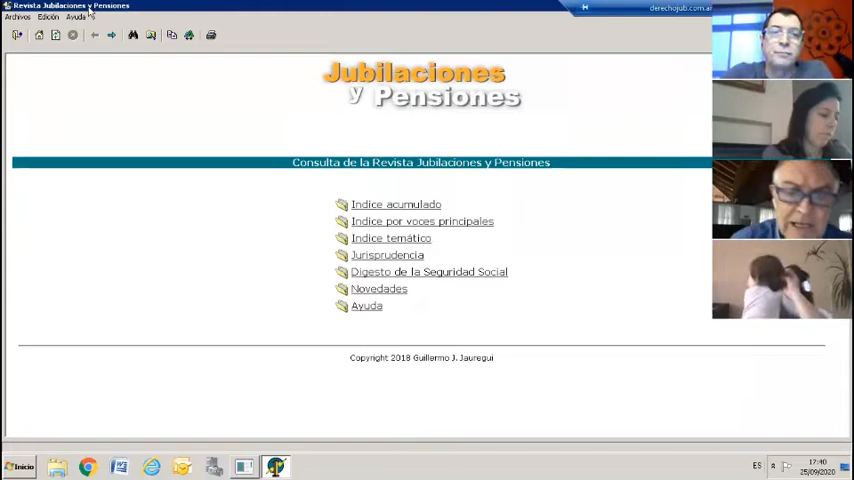 Revista Jubilaciones y Pensiones
derechojub.com.ar
Archivos Edición Ayuda
Jubilaciones
y Pensiones
Consulta de la Revista Jubilaciones y Pensiones
Indice acumulado
Indice por voces principales
Indice temático
Jurisprudencia
Digesto de la Seguridad Social
Novedades
Ayuda
Copyright 2018 Guillermo J. Jauregui
Inicio
ES
17:40
25/09/2020